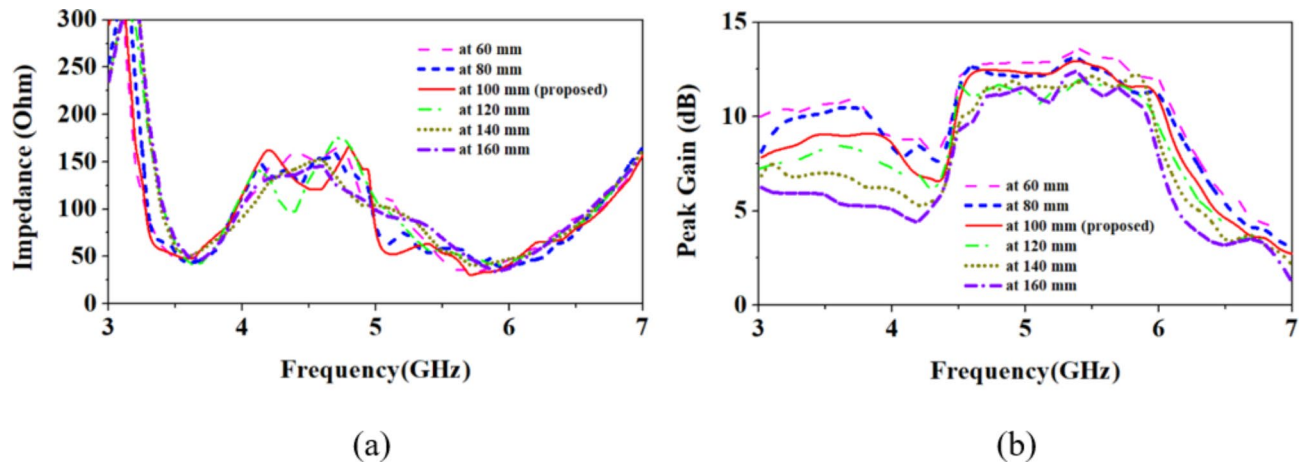 300
250
200
150
100
50
0
Impedance (Ohm)
at 60 mm
at 80 mm
at 100 mm (proposed)
at 120 mm
at 140 mm
at 160 mm
3 4 5 6 7
Frequency(GHz)
(a)
15
10
5
0
Peak Gain (dB)
at 60 mm
at 80 mm
at 100 mm (proposed)
at 120 mm
at 140 mm
at 160 mm
3 4 5 6 7
Frequency(GHz)
(b)